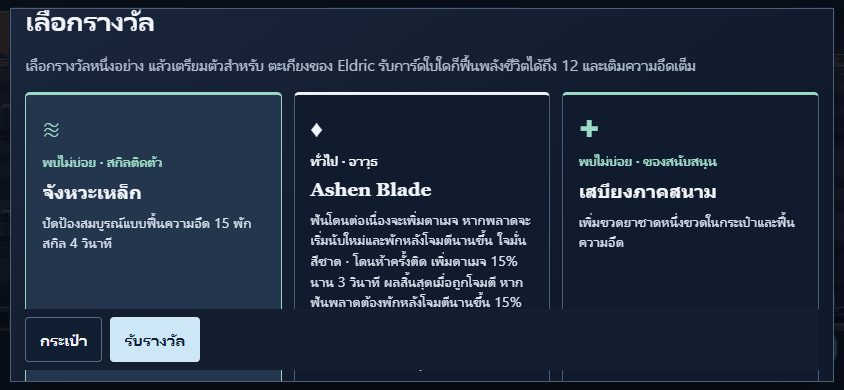 เลือกรางวัล
เลือกรางวัลหนึ่งอย่าง แล้วเตรียมตัวสำหรับ ตะเกียงของ Eldric รับการ์ดใบใดก็ฟื้นพลังชีวิตได้ถึง 12 และเติมความอึดเต็ม
พบไม่บ่อย · สกิลติดตัว
จังหวะเหล็ก
ปัดป้องสมบูรณ์แบบฟื้นความอึด 15 พัก
สกิล 4 วินาที
ทั่วไป · อาวุธ
Ashen Blade
ฟันโดนต่อเนื่องจะเพิ่มดาเมจ หากพลาดจะ
เริ่มนับใหม่และพักหลังโจมตีนานขึ้น ใจมั่น
สีชาด · โดนห้าครั้งติด เพิ่มดาเมจ 15%
นาน 3 วินาที ผลสิ้นสุดเมื่อถูกโจมตี หาก
ฟันพลาดต้องพักหลังโจมตีนานขึ้น 15%
พบไม่บ่อย · ของสนับสนุน
เสบียงภาคสนาม
เพิ่มขวดยาชาดหนึ่งขวดในกระเป๋าและฟื้น
ความอึด
กระเป๋า
รับรางวัล